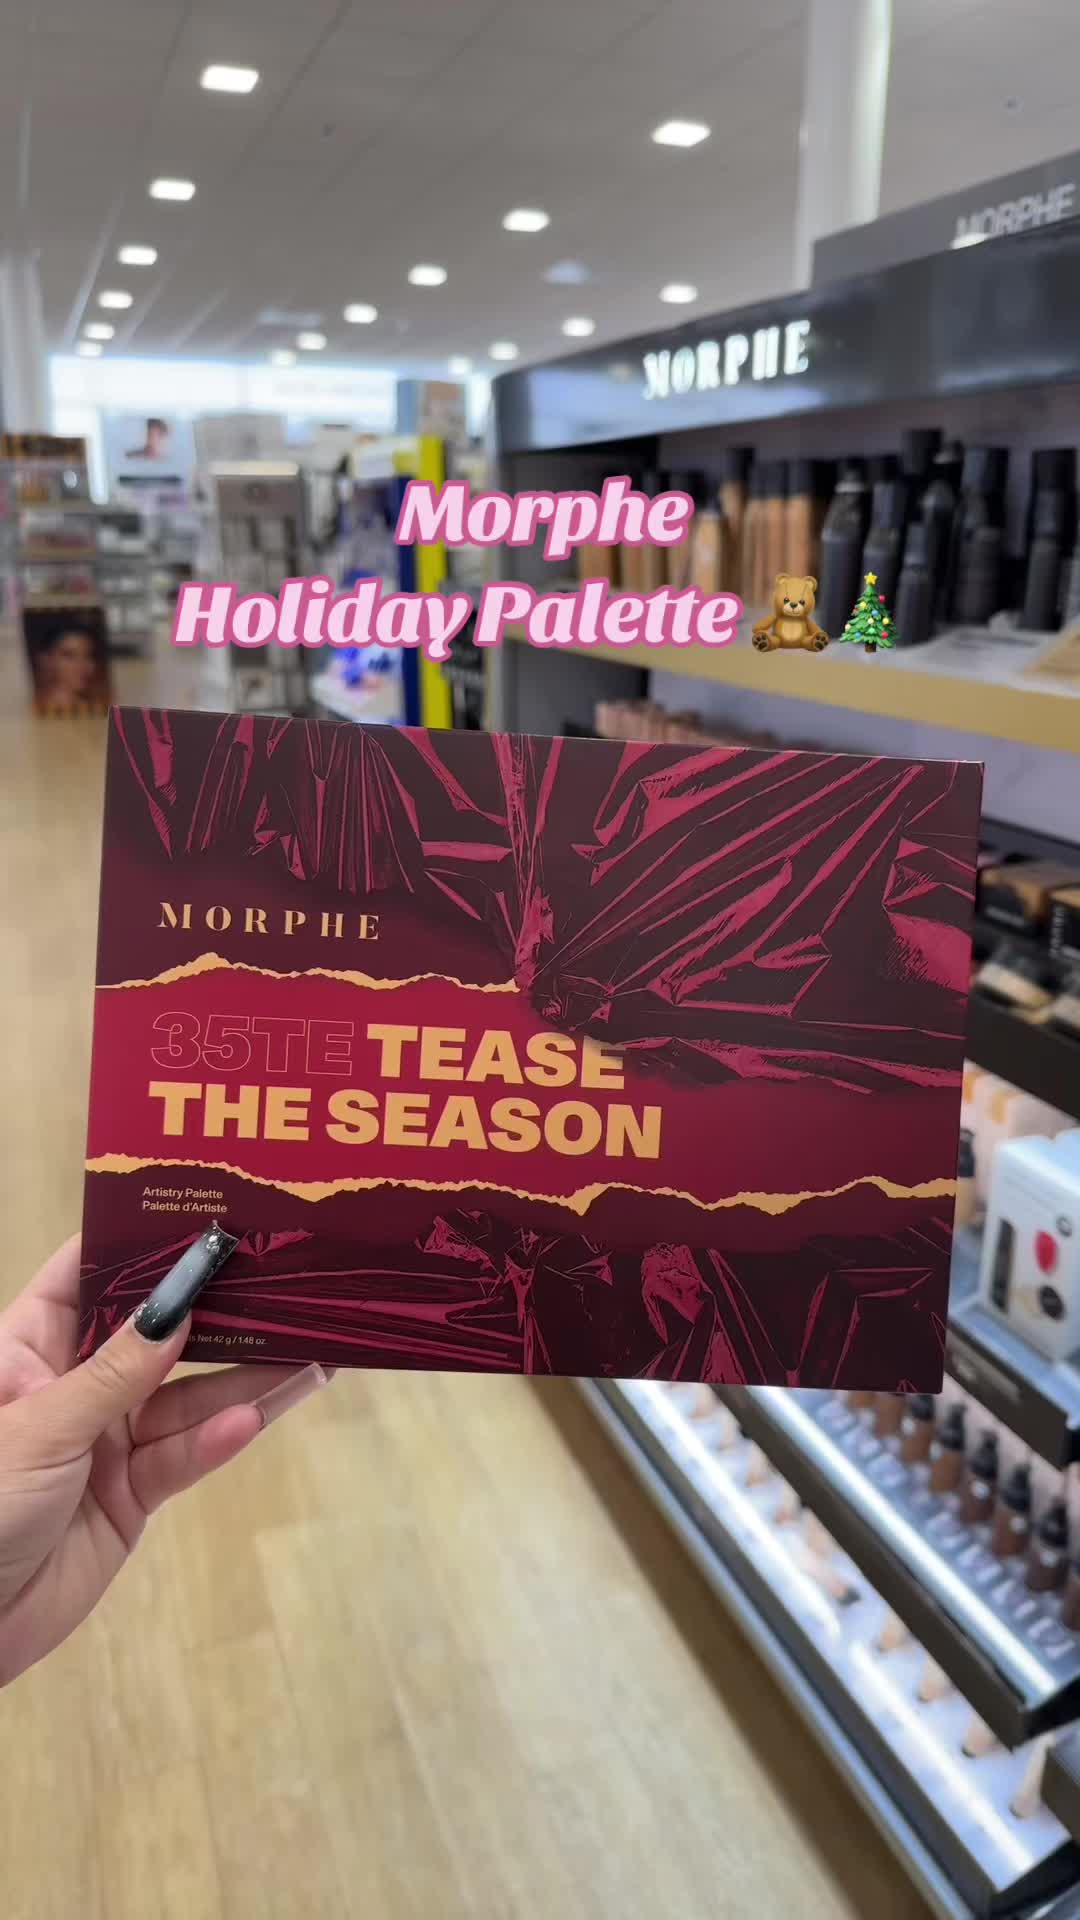 MORPHE
MORPHE
Morphe
Holiday Palette 🧸🎄
MORPHE
35TE TEASE
THE SEASON
Artistry Palette
Palette d'Artiste
Net 42 g / 1.48 oz.